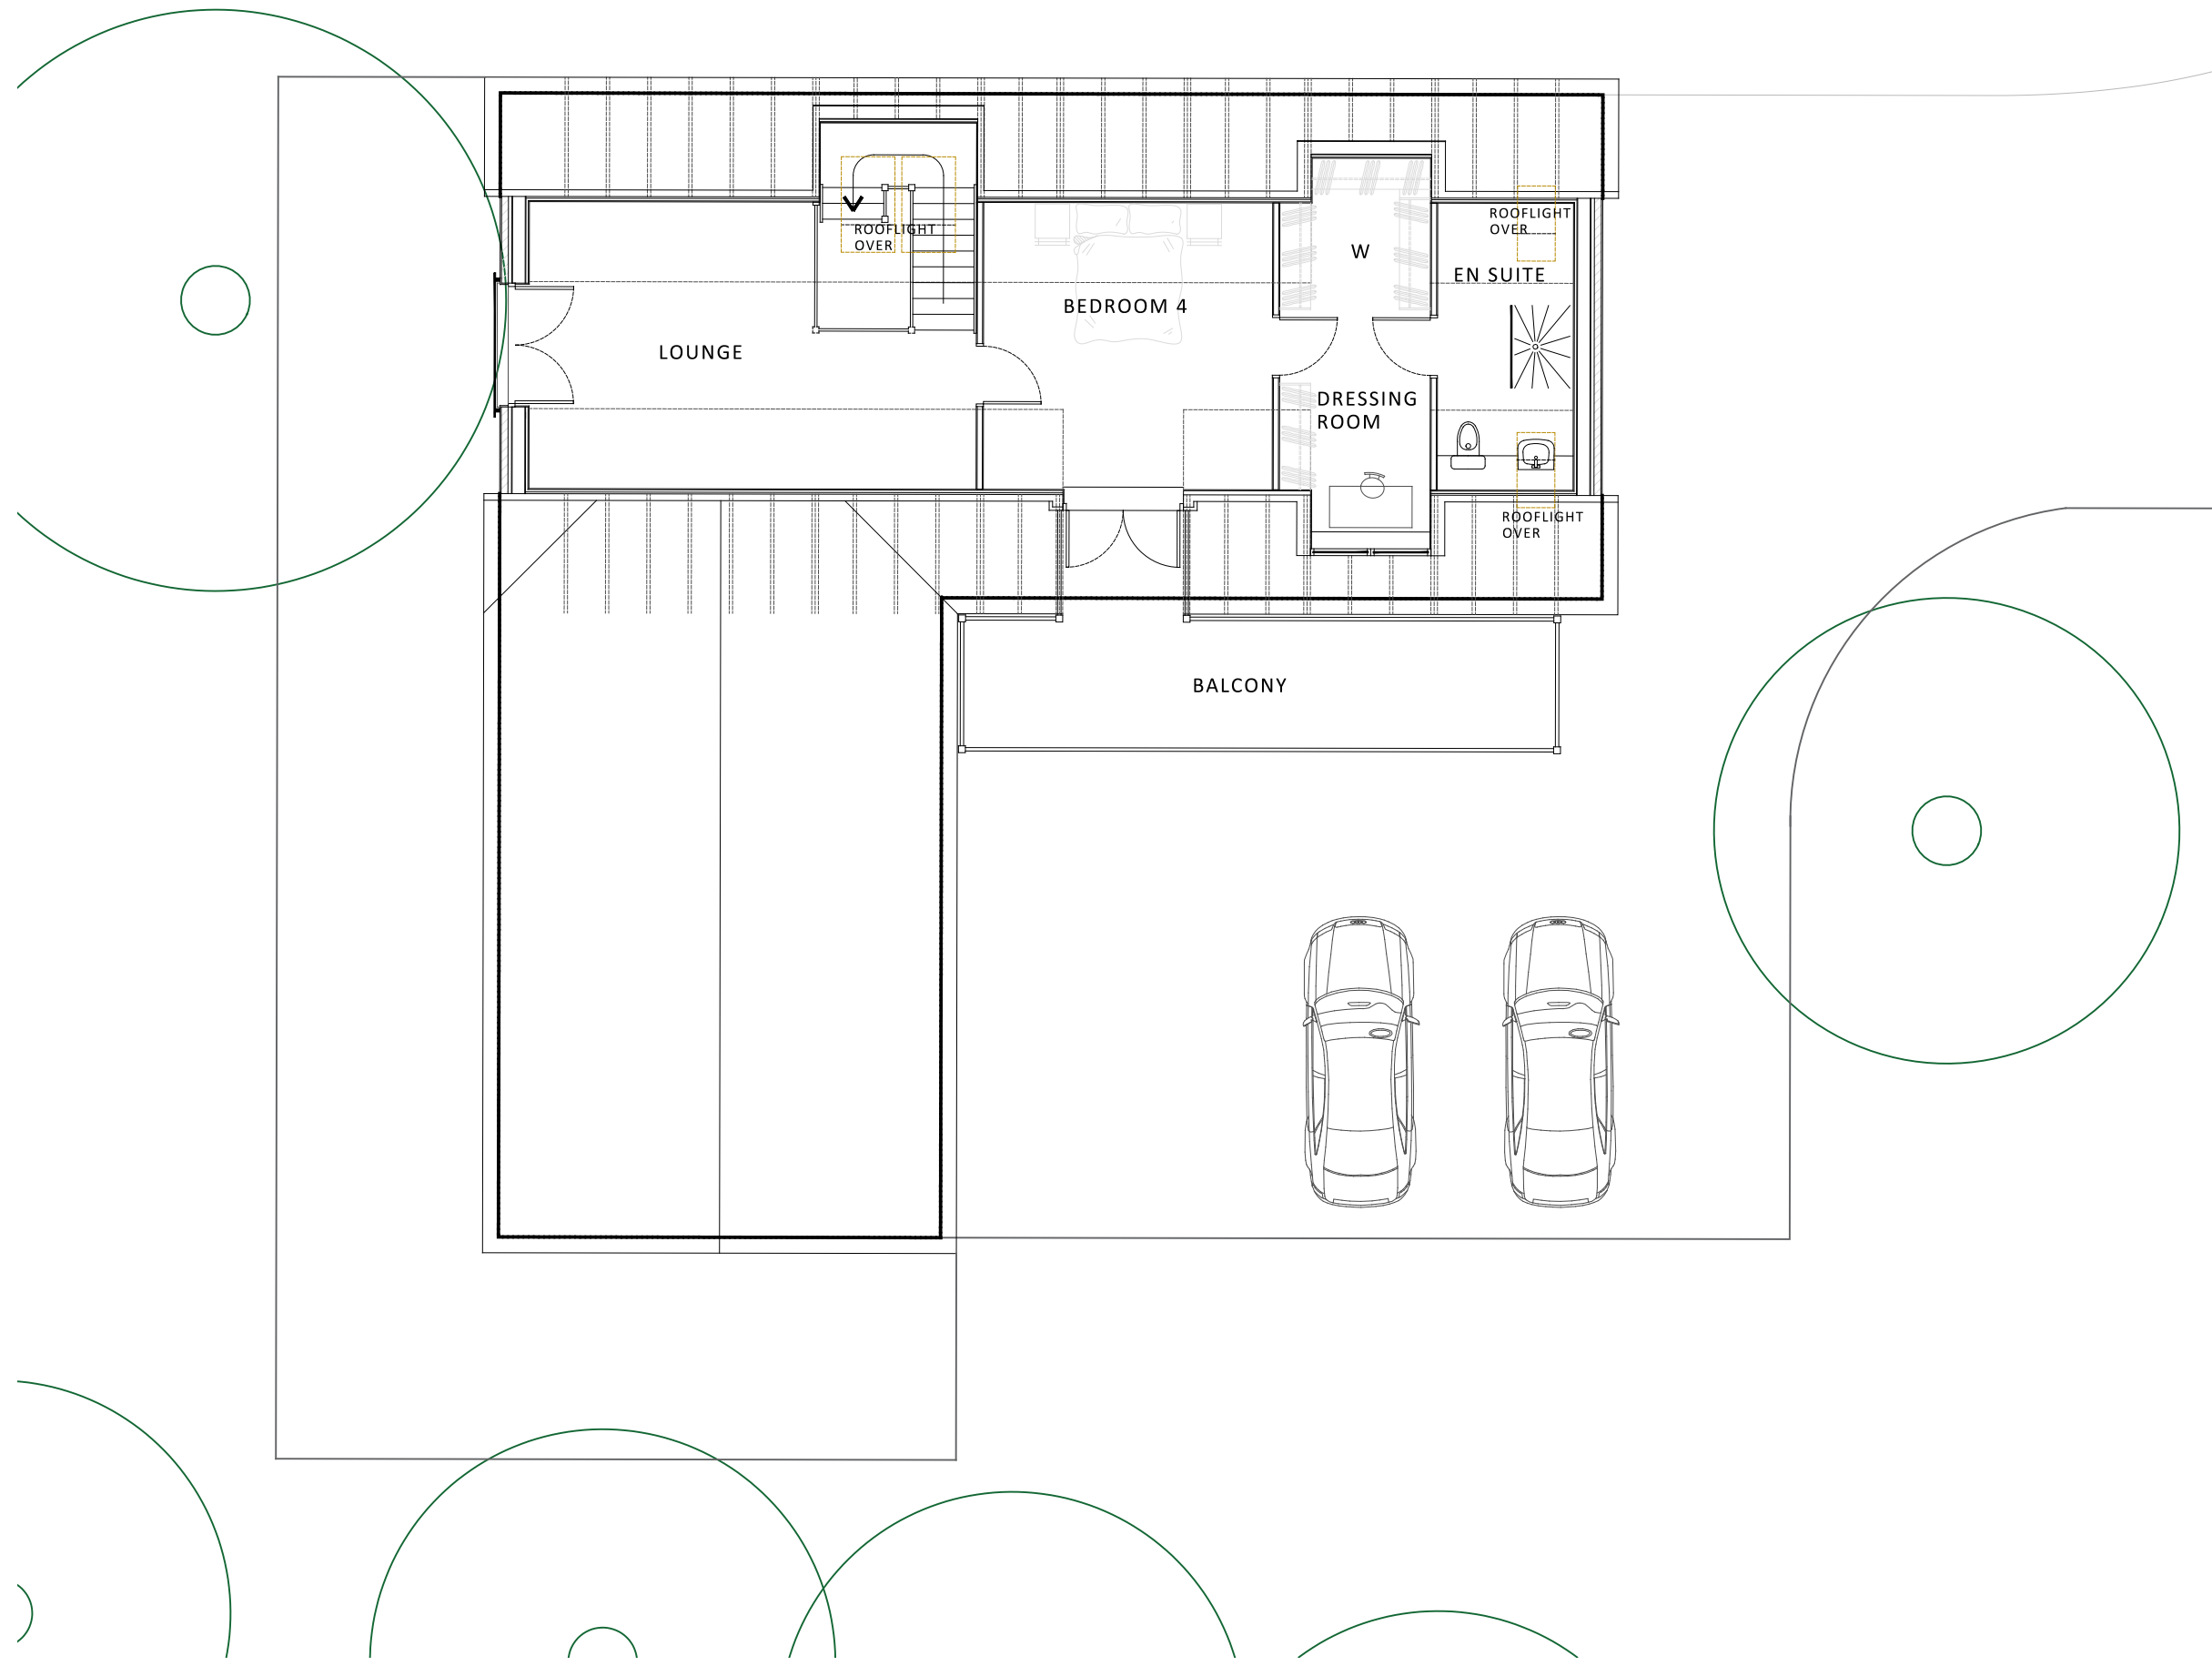 ROOFLIGHT
OVER
ROOFLIGHT
OVER
W
EN SUITE
BEDROOM 4
LOUNGE
DRESSING
ROOM
ROOFLIGHT
OVER
BALCONY